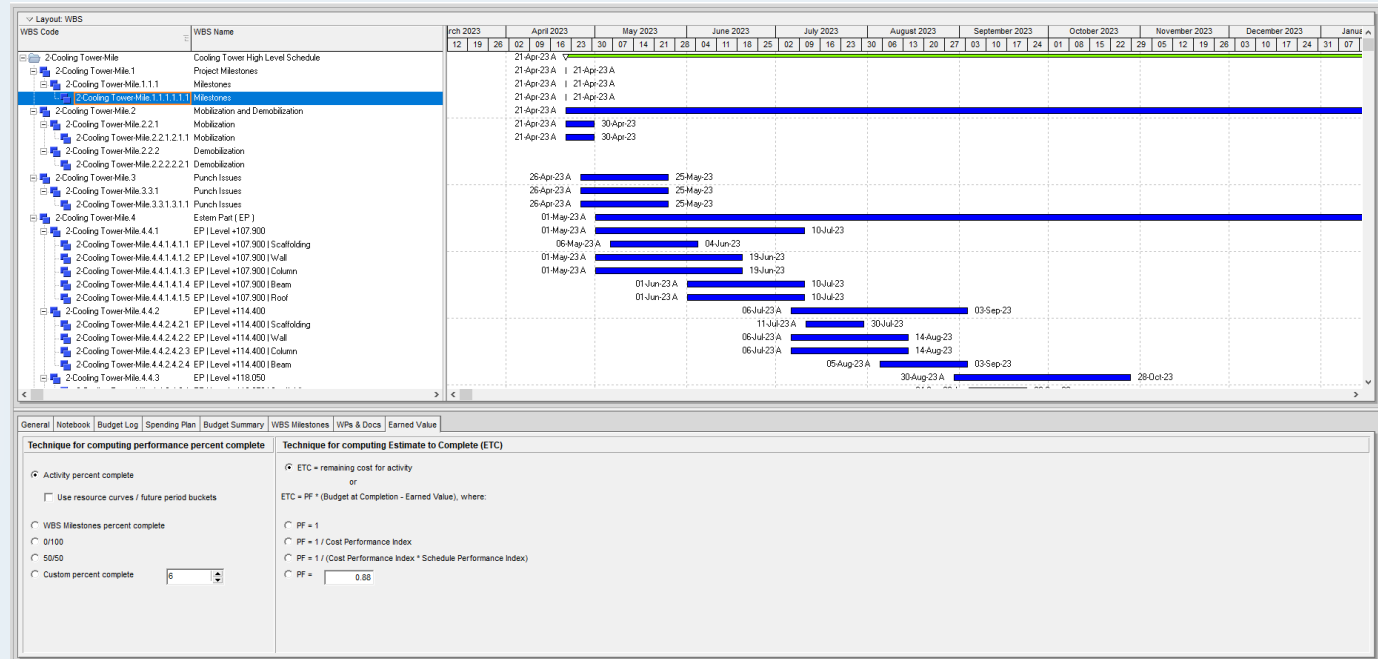 Layout: WBS
WBS Code WBS Name
rch 2023 April 2023 May 2023 June 2023 July 2023 August 2023 September 2023 October 2023 November 2023 December 2023 Janua
12 19 26 02 09 16 23 30 07 14 21 28 04 11 18 25 02 09 16 23 30 06 13 20 27 03 10 17 24 01 08 15 22 29 05 12 19 26 03 10 17 24 31 07
2-Cooling Tower-Mile Cooling Tower High Level Schedule 21-Apr-23 A
2-Cooling Tower-Mile.1 Project Milestones 21-Apr-23 A 21-Apr-23 A
2-Cooling Tower-Mile.1.1.1 Milestones 21-Apr-23 A 21-Apr-23 A
2-Cooling Tower-Mile.1.1.1.1.1.1 Milestones 21-Apr-23 A 21-Apr-23 A
2-Cooling Tower-Mile.2 Mobilization and Demobilization 21-Apr-23 A
2-Cooling Tower-Mile.2.2.1 Mobilization 21-Apr-23 A 30-Apr-23
2-Cooling Tower-Mile.2.2.1.2.1.1 Mobilization 21-Apr-23 A 30-Apr-23
2-Cooling Tower-Mile.2.2.2 Demobilization
2-Cooling Tower-Mile.2.2.2.2.2.1 Demobilization
2-Cooling Tower-Mile.3 Punch Issues 26-Apr-23 A 25-May-23
2-Cooling Tower-Mile.3.3.1 Punch Issues 26-Apr-23 A 25-May-23
2-Cooling Tower-Mile.3.3.1.3.1.1 Punch Issues 26-Apr-23 A 25-May-23
2-Cooling Tower-Mile.4 Estern Part ( EP ) 01-May-23 A
2-Cooling Tower-Mile.4.4.1 EP | Level +107.900 01-May-23 A 10-Jul-23
2-Cooling Tower-Mile.4.4.1.4.1.1 EP | Level +107.900 | Scaffolding 06-May-23 A 04-Jun-23
2-Cooling Tower-Mile.4.4.1.4.1.2 EP | Level +107.900 | Wall 01-May-23 A 19-Jun-23
2-Cooling Tower-Mile.4.4.1.4.1.3 EP | Level +107.900 | Column 01-May-23 A 19-Jun-23
2-Cooling Tower-Mile.4.4.1.4.1.4 EP | Level +107.900 | Beam 01-Jun-23 A 10-Jul-23
2-Cooling Tower-Mile.4.4.1.4.1.5 EP | Level +107.900 | Roof 01-Jun-23 A 10-Jul-23
2-Cooling Tower-Mile.4.4.2 EP | Level +114.400 06-Jul-23 A 03-Sep-23
2-Cooling Tower-Mile.4.4.2.4.2.1 EP | Level +114.400 | Scaffolding 11-Jul-23 A 30-Jul-23
2-Cooling Tower-Mile.4.4.2.4.2.2 EP | Level +114.400 | Wall 06-Jul-23 A 14-Aug-23
2-Cooling Tower-Mile.4.4.2.4.2.3 EP | Level +114.400 | Column 06-Jul-23 A 14-Aug-23
2-Cooling Tower-Mile.4.4.2.4.2.4 EP | Level +114.400 | Beam 05-Aug-23 A 03-Sep-23
2-Cooling Tower-Mile.4.4.3 EP | Level +118.050 30-Aug-23 A 28-Oct-23
General Notebook Budget Log Spending Plan Budget Summary WBS Milestones WPs & Docs Earned Value
Technique for computing performance percent complete
Activity percent complete
Use resource curves / future period buckets
WBS Milestones percent complete
0/100
50/50
Custom percent complete 6
Technique for computing Estimate to Complete (ETC)
ETC = remaining cost for activity
or
ETC = PF * (Budget at Completion - Earned Value), where:
PF = 1
PF = 1 / Cost Performance Index
PF = 1 / (Cost Performance Index * Schedule Performance Index)
PF = 0.88